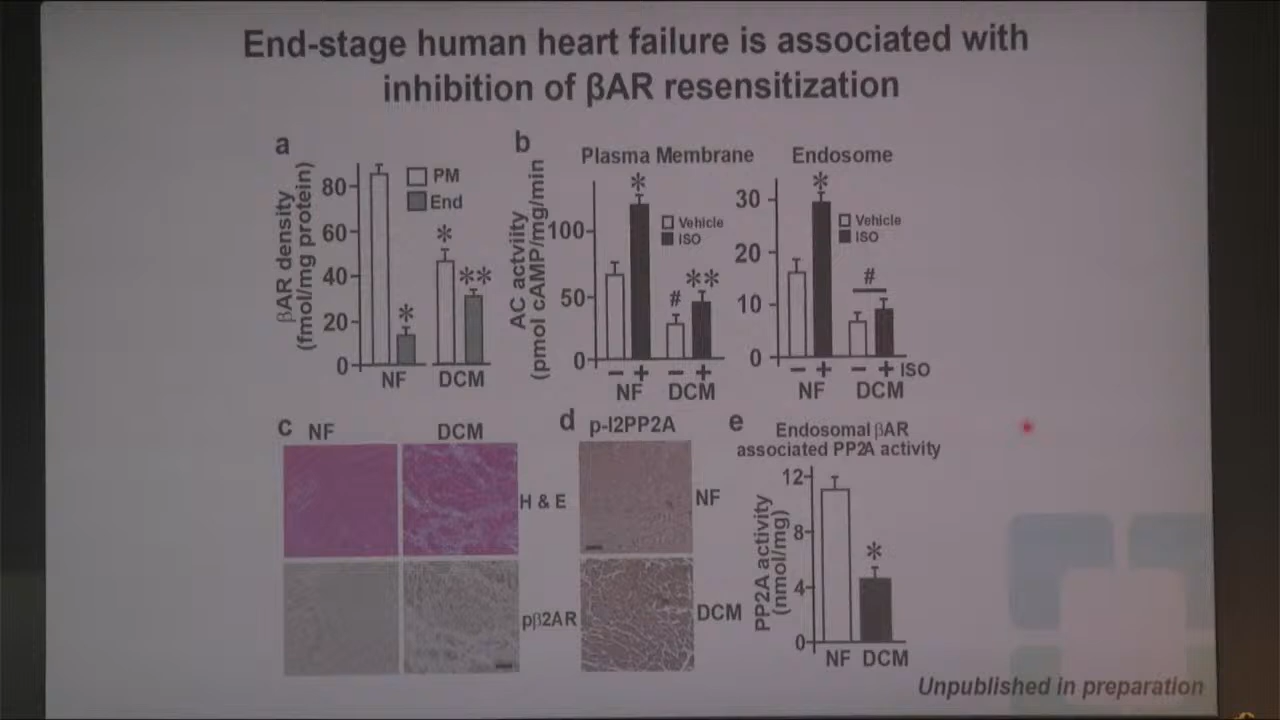 End-stage human heart failure is associated with
inhibition of βAR resensitization
a
βAR density
(fmol/mg protein)
80
60
40
20
0
PM
End
*
*
**
NF
DCM
b
Plasma Membrane
Endosome
AC actviity
(pmol cAMP/mg/min
100
50
0
Vehicle
ISO
*
#
**
− + − +
NF
DCM
30
20
10
0
Vehicle
ISO
*
#
− + − + ISO
NF
DCM
c
NF
DCM
H & E
pβ2AR
d
p-I2PP2A
NF
DCM
e
Endosomal βAR
associated PP2A activity
PP2A activity
(nmol/mg)
12
8
4
0
*
NF DCM
Unpublished in preparation